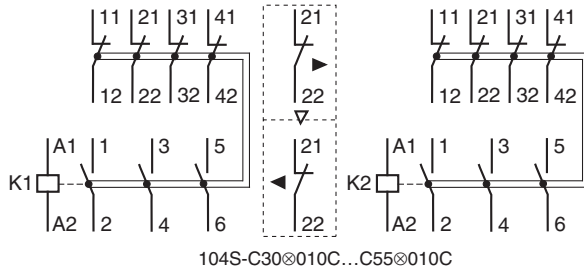 11 21 31 41 21 11 21 31 41
12 22 32 42 22 12 22 32 42
A1 1 3 5 21 A1 1 3 5
K1 K2
A2 2 4 6 22 A2 2 4 6
104S-C30⊗010C...C55⊗010C